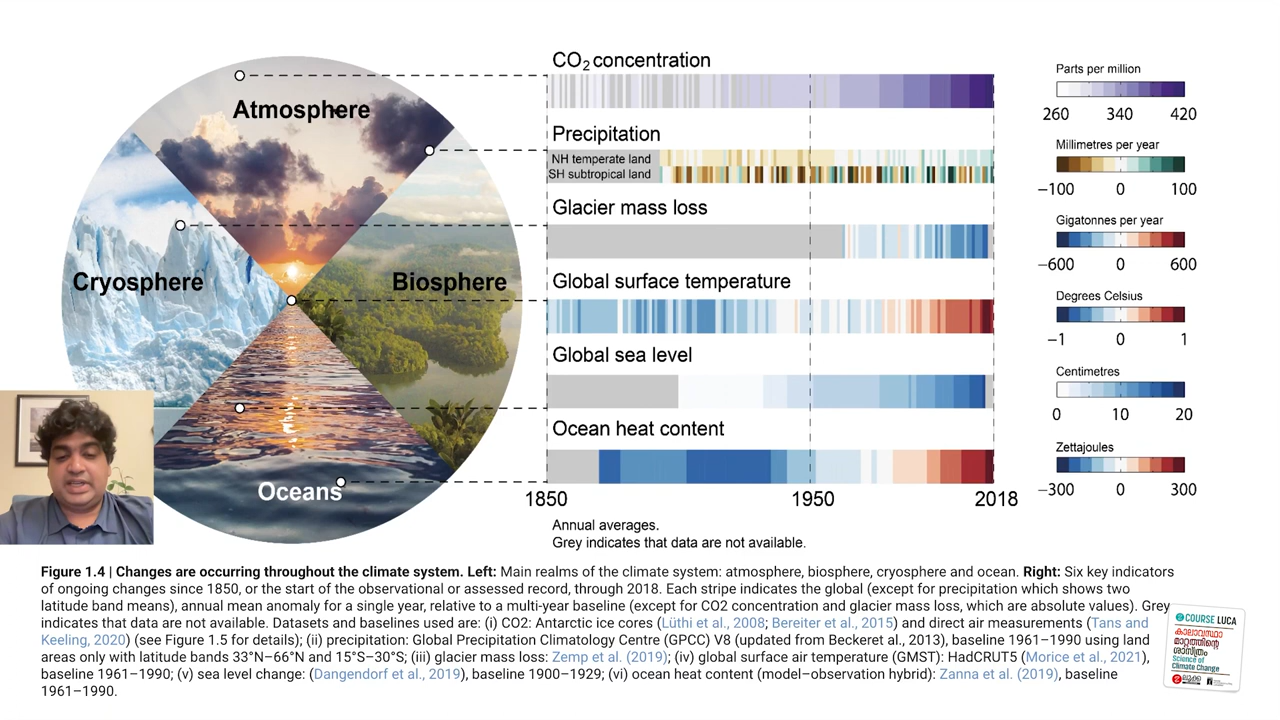 Atmosphere
Cryosphere
Biosphere
Oceans
CO2 concentration
Precipitation
NH temperate land
SH subtropical land
Glacier mass loss
Global surface temperature
Global sea level
Ocean heat content
1850 1950 2018
Annual averages.
Grey indicates that data are not available.
Parts per million
260 340 420
Millimetres per year
−100 0 100
Gigatonnes per year
−600 0 600
Degrees Celsius
−1 0 1
Centimetres
0 10 20
Zettajoules
−300 0 300
Figure 1.4 | Changes are occurring throughout the climate system. Left: Main realms of the climate system: atmosphere, biosphere, cryosphere and ocean. Right: Six key indicators
of ongoing changes since 1850, or the start of the observational or assessed record, through 2018. Each stripe indicates the global (except for precipitation which shows two
latitude band means), annual mean anomaly for a single year, relative to a multi-year baseline (except for CO2 concentration and glacier mass loss, which are absolute values). Grey
indicates that data are not available. Datasets and baselines used are: (i) CO2: Antarctic ice cores (Lüthi et al., 2008; Bereiter et al., 2015) and direct air measurements (Tans and
Keeling, 2020) (see Figure 1.5 for details); (ii) precipitation: Global Precipitation Climatology Centre (GPCC) V8 (updated from Beckeret al., 2013), baseline 1961–1990 using land
areas only with latitude bands 33°N–66°N and 15°S–30°S; (iii) glacier mass loss: Zemp et al. (2019); (iv) global surface air temperature (GMST): HadCRUT5 (Morice et al., 2021),
baseline 1961–1990; (v) sea level change: (Dangendorf et al., 2019), baseline 1900–1929; (vi) ocean heat content (model–observation hybrid): Zanna et al. (2019), baseline
1961–1990.
COURSE LUCA
കാലാവസ്ഥാ
മാറ്റത്തിന്റെ
ശാസ്ത്രം
Science of
Climate Change
ലൂക്ക